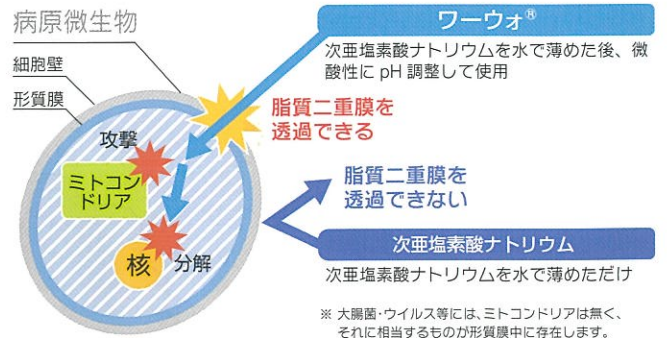 病原微生物
細胞壁
形質膜
攻撃
ミトコン
ドリア
核
分解
ワーウォ®
次亜塩素酸ナトリウムを水で薄めた後、微
酸性に pH 調整して使用
脂質二重膜を
透過できる
脂質二重膜を
透過できない
次亜塩素酸ナトリウム
次亜塩素酸ナトリウムを水で薄めただけ
※ 大腸菌・ウイルス等には、ミトコンドリアは無く、
それに相当するものが形質膜中に存在します。